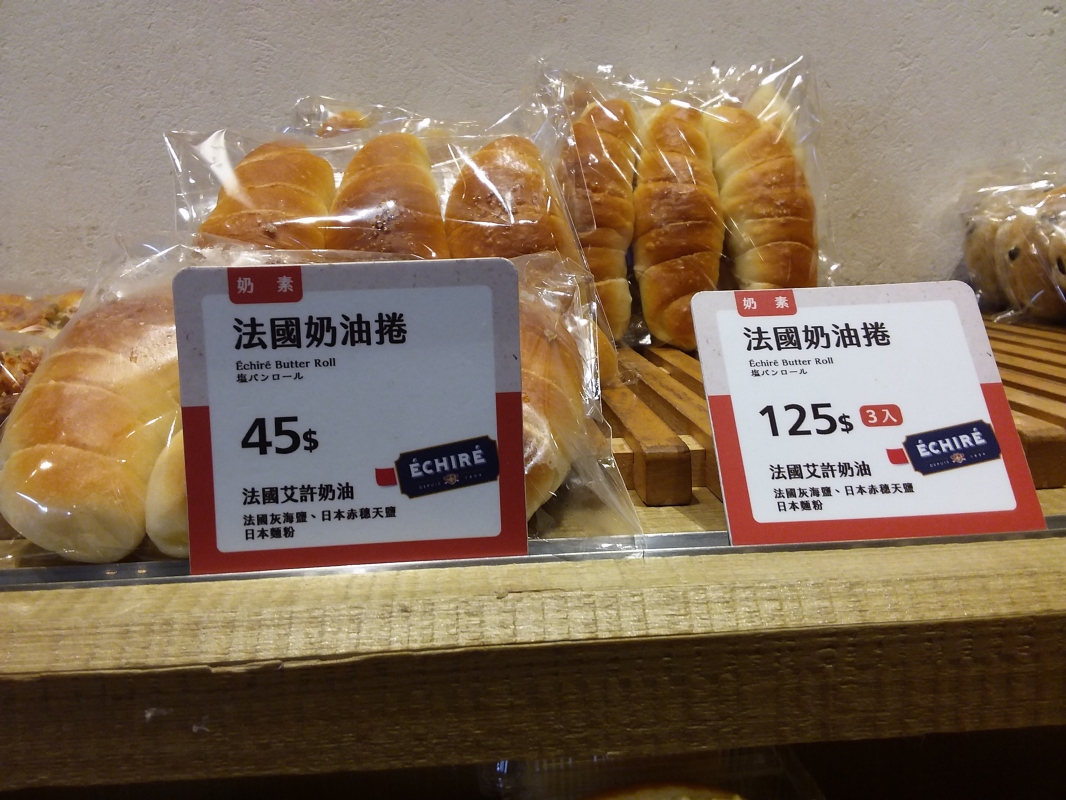 奶 素
法國奶油捲
Échiré Butter Roll
塩パンロール
45$
ÉCHIRÉ
法國艾許奶油
法國灰海鹽、日本赤穗天鹽
日本麵粉
奶 素
法國奶油捲
Échiré Butter Roll
塩パンロール
125$ 3入
ÉCHIRÉ
DEPUIS 1894
法國艾許奶油
法國灰海鹽、日本赤穗天鹽
日本麵粉